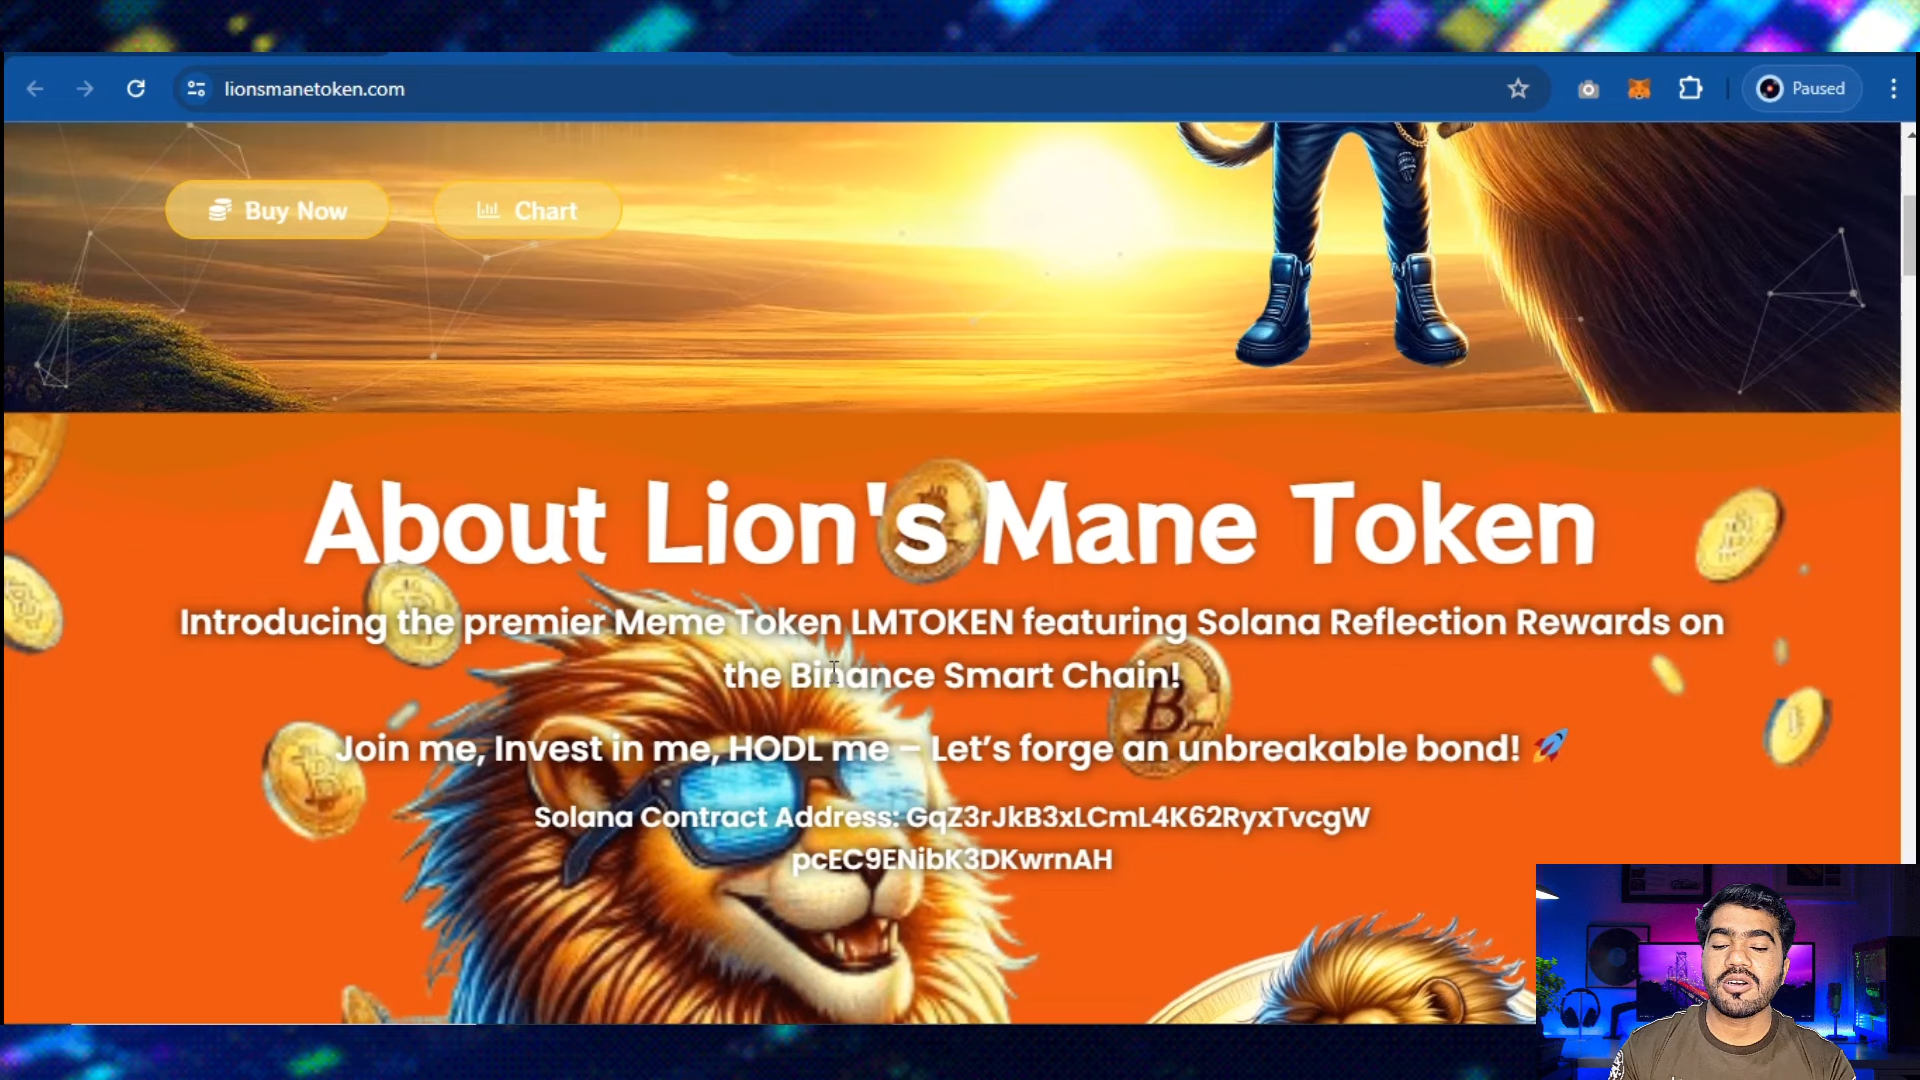 lionsmanetoken.com
Paused
Buy Now
Chart
About Lion's Mane Token
Introducing the premier Meme Token LMTOKEN featuring Solana Reflection Rewards on
the Binance Smart Chain!
Join me, Invest in me, HODL me – Let’s forge an unbreakable bond! 🚀
Solana Contract Address: GqZ3rJkB3xLCmL4K62RyxTvcgW
pcEC9ENibK3DKwrnAH